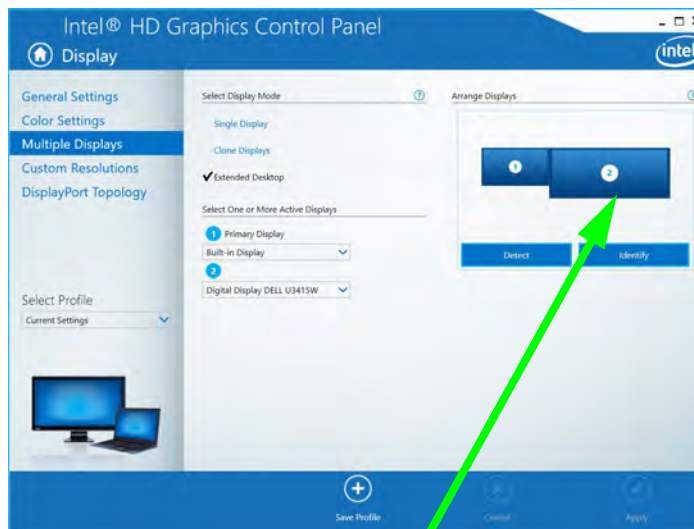 Intel® HD Graphics Control Panel
Display
intel
General Settings
Color Settings
Multiple Displays
Custom Resolutions
DisplayPort Topology
Select Profile
Current Settings
Select Display Mode
Single Display
Clone Displays
Extended Desktop
Select One or More Active Displays
1 Primary Display
Built-in Display
2
Digital Display DELL U3415W
Arrange Displays
1
2
Detect
Identify
Save Profile
Cancel
Apply